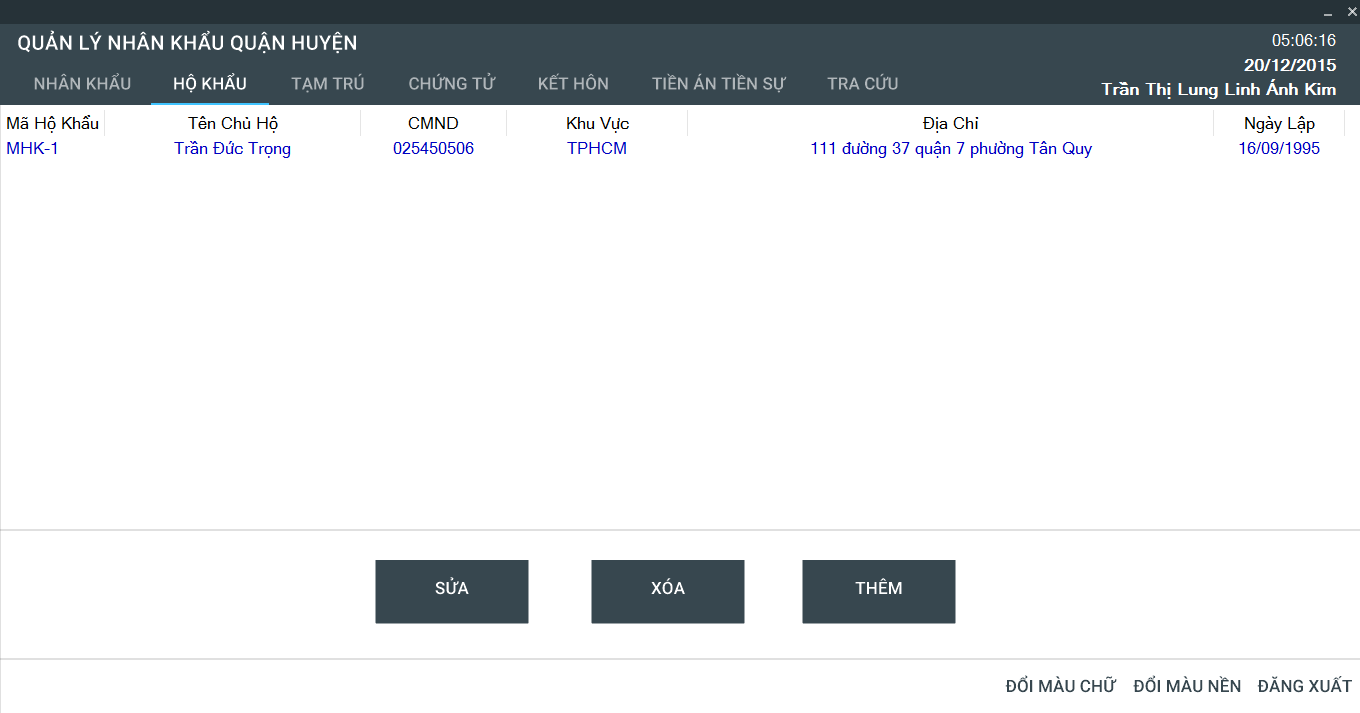 QUẢN LÝ NHÂN KHẨU QUẬN HUYỆN
05:06:16
20/12/2015
Trần Thị Lung Linh Ánh Kim
NHÂN KHẨU HỘ KHẨU TẠM TRÚ CHỨNG TỬ KẾT HÔN TIỀN ÁN TIỀN SỰ TRA CỨU
Mã Hộ Khẩu Tên Chủ Hộ CMND Khu Vực Địa Chỉ Ngày Lập
MHK-1 Trần Đức Trọng 025450506 TPHCM 111 đường 37 quận 7 phường Tân Quy 16/09/1995
SỬA XÓA THÊM
ĐỔI MÀU CHỮ ĐỔI MÀU NỀN ĐĂNG XUẤT